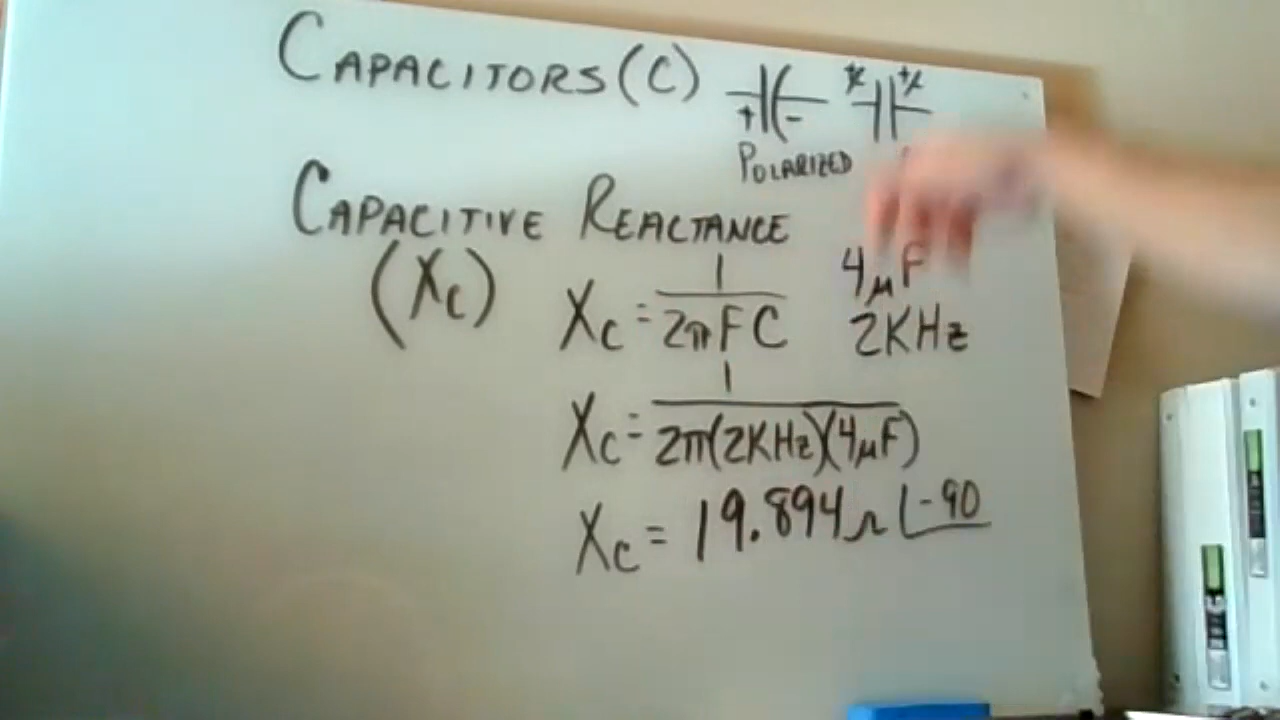 CAPACITORS (C)
+ - +/- +/-
POLARIZED
CAPACITIVE REACTANCE
(Xc)
Xc = 1/2πFC
4μF
2KHz
Xc = 1/2π(2KHz)(4μF)
Xc = 19.894Ω ∠-90